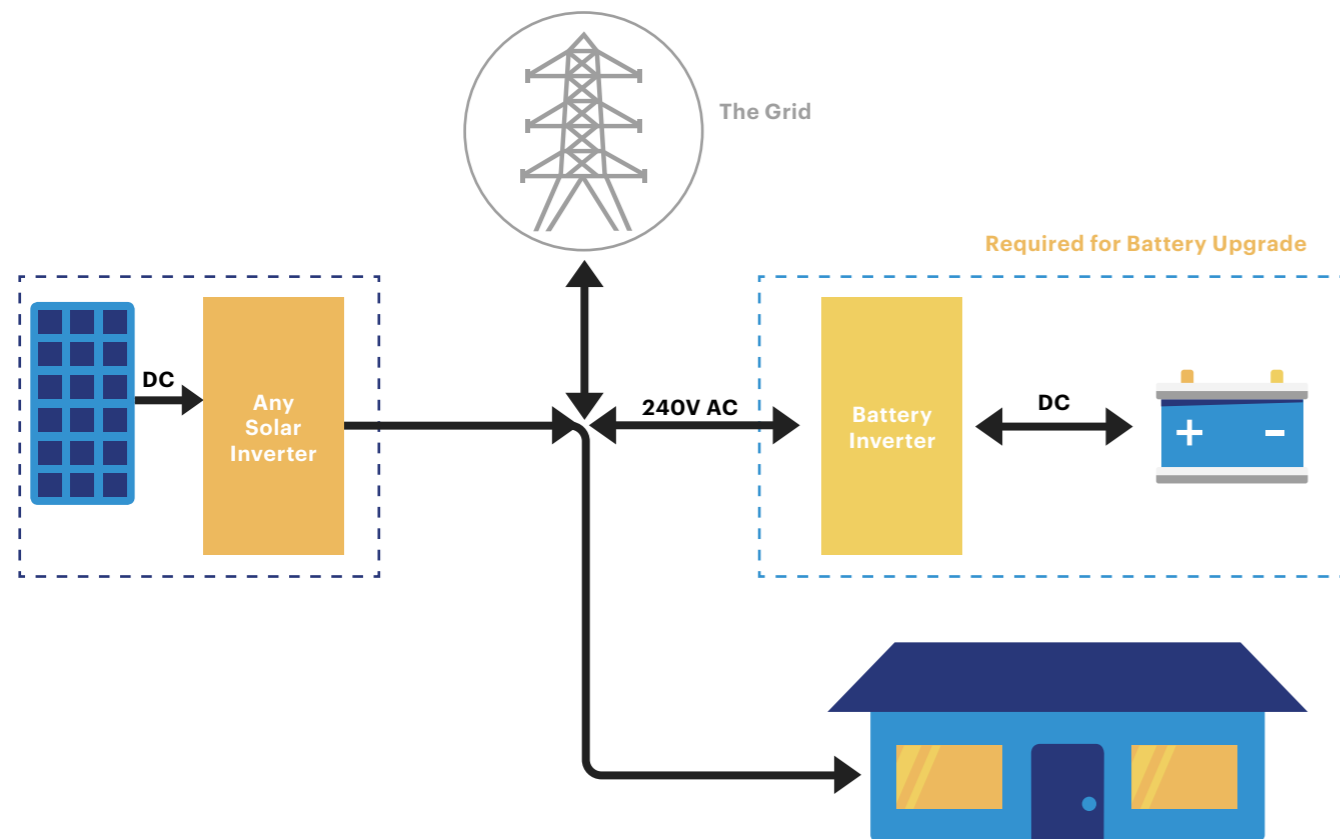 The Grid
Required for Battery Upgrade
DC
Any
Solar
Inverter
240V AC
Battery
Inverter
DC
+ -